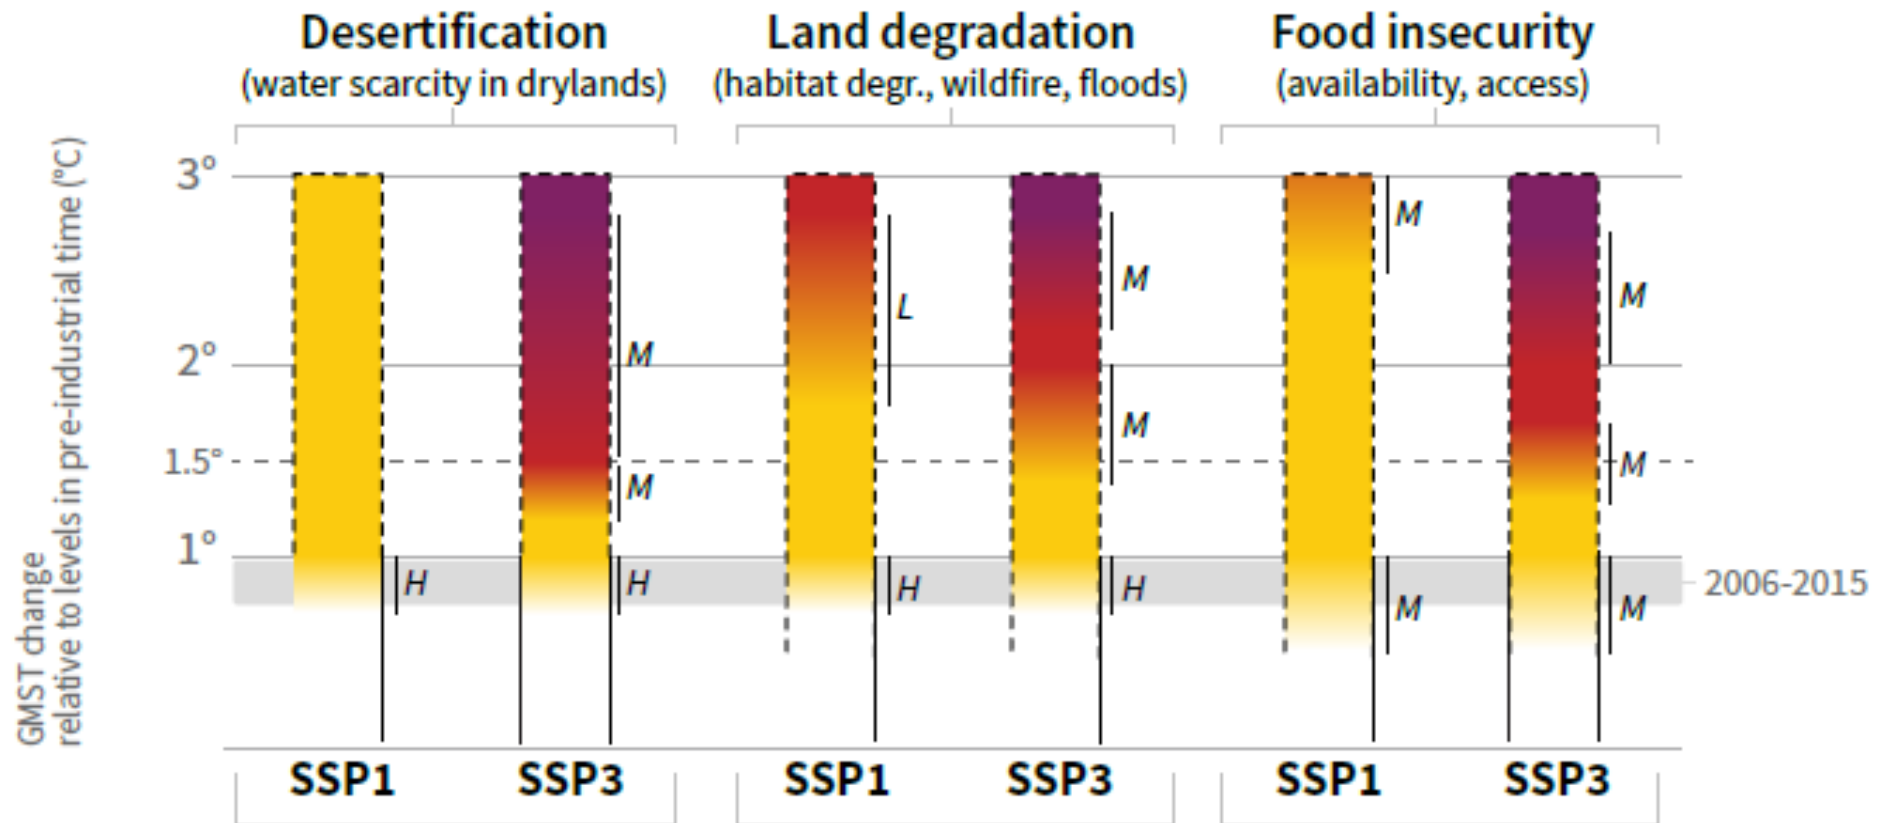 Desertification
(water scarcity in drylands)
Land degradation
(habitat degr., wildfire, floods)
Food insecurity
(availability, access)
GMST change
relative to levels in pre-industrial time (°C)
3°
2°
1.5°
1°
H
M
M
H
L
H
M
M
H
M
M
M
M
M
2006-2015
SSP1
SSP3
SSP1
SSP3
SSP1
SSP3